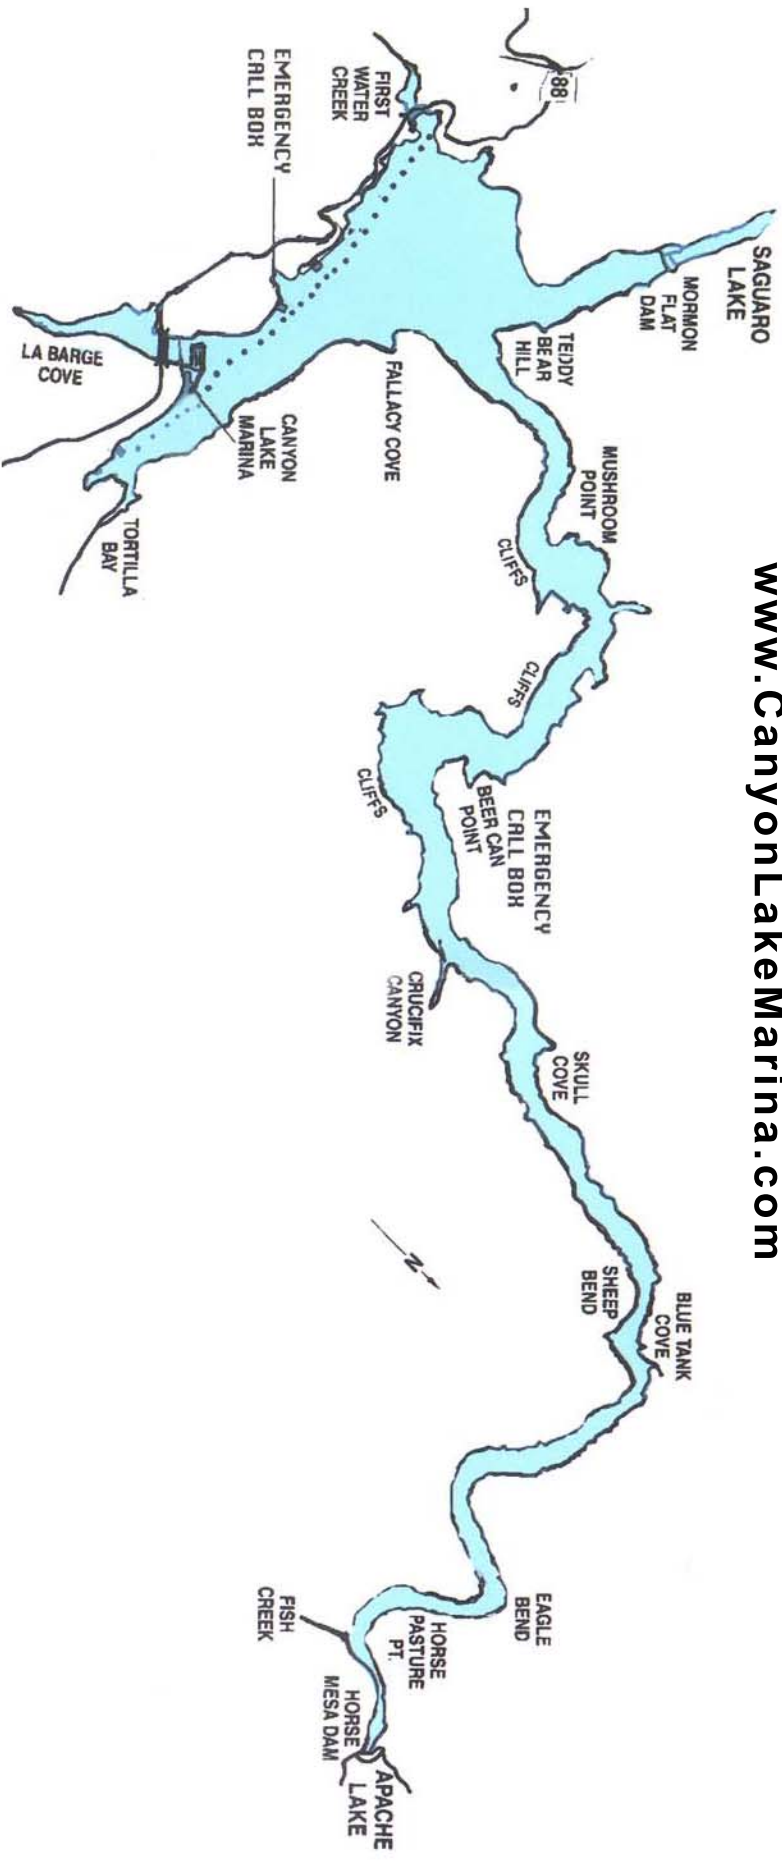 www.CanyonLakeMarina.com
SAGUARO
LAKE
MORMON
FLAT
DAM
88
FIRST
WATER
CREEK
EMERGENCY
CALL BOX
TEDDY
BEAR
HILL
MUSHROOM
POINT
FALLACY COVE
CLIFFS
CLIFFS
LA BARGE
COVE
CANYON
LAKE
MARINA
TORTILLA
BAY
CLIFFS
EMERGENCY
CALL BOX
BEER CAN
POINT
CRUCIFIX
CANYON
SKULL
COVE
N
BLUE TANK
COVE
SHEEP
BEND
EAGLE
BEND
HORSE
PASTURE
PT.
FISH
CREEK
HORSE
MESA DAM
APACHE
LAKE